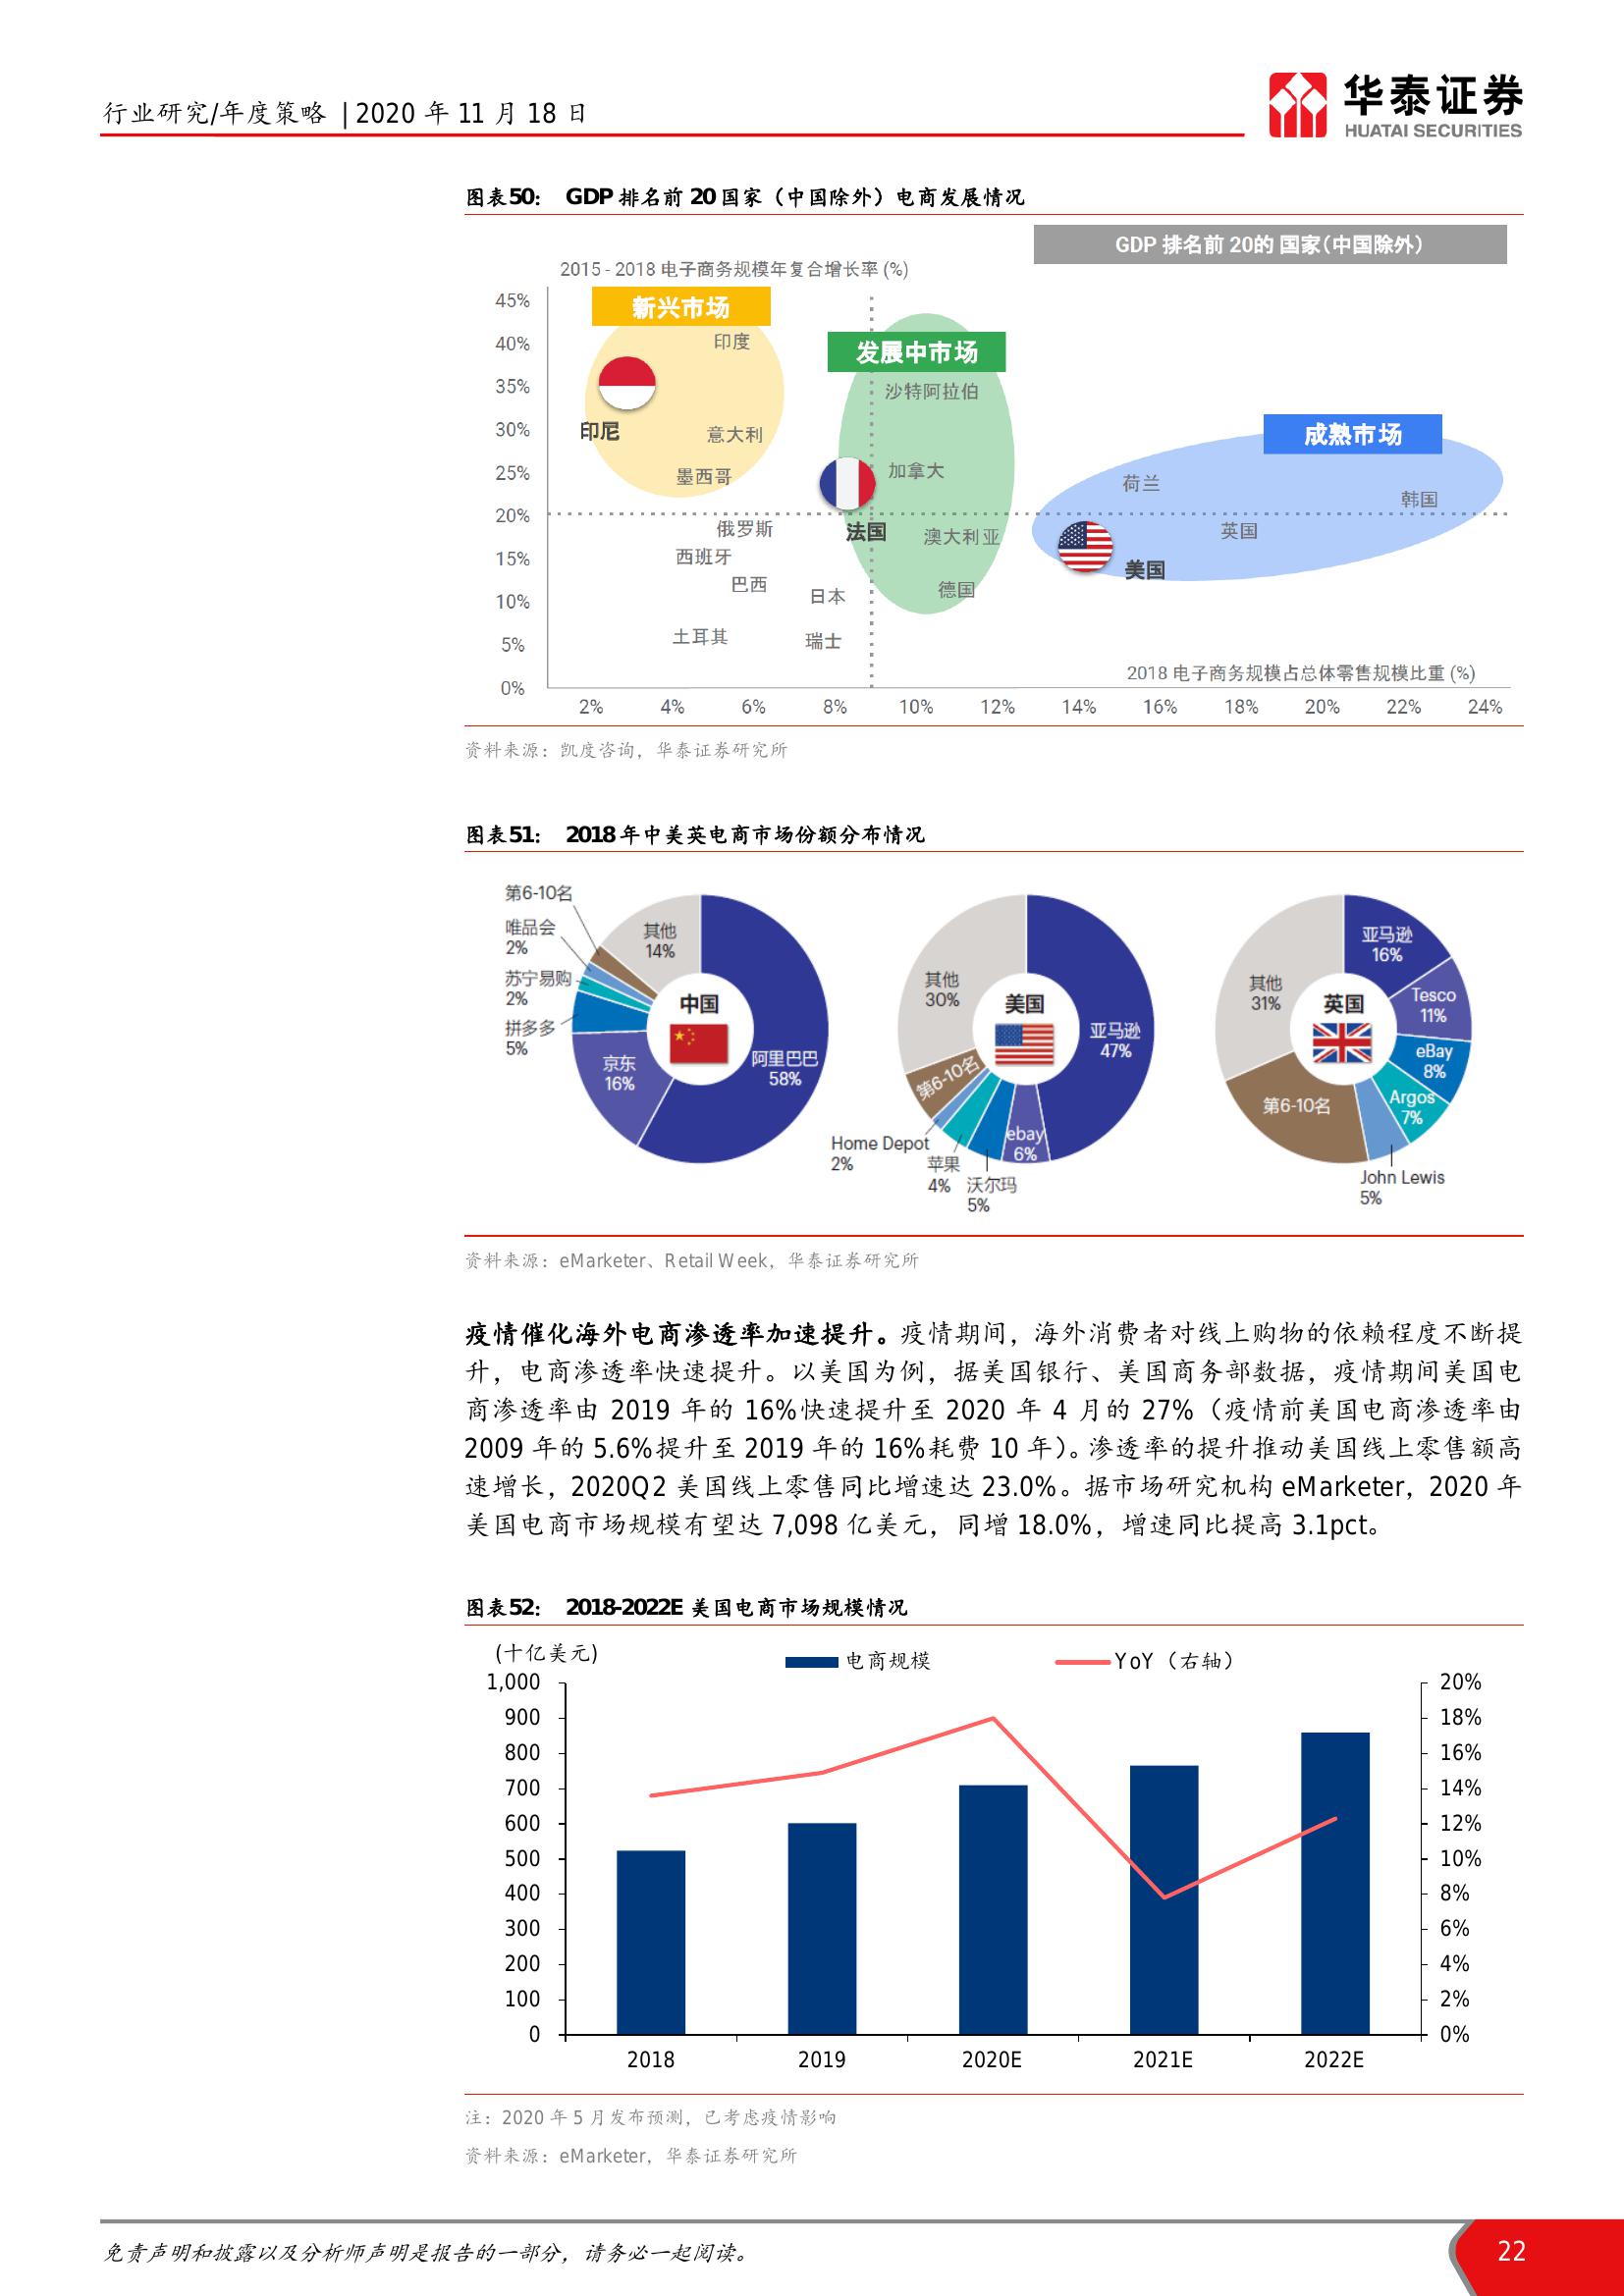 行业研究/年度策略 | 2020 年 11 月 18 日
华泰证券
HUATAI SECURITIES
图表50： GDP 排名前 20 国家（中国除外）电商发展情况
GDP 排名前 20的 国家(中国除外)
2015 - 2018 电子商务规模年复合增长率 (%)
45%
40%
35%
30%
25%
20%
15%
10%
5%
0%
新兴市场
印度
印尼
意大利
墨西哥
发展中市场
沙特阿拉伯
加拿大
法国
澳大利亚
德国
成熟市场
荷兰
韩国
英国
美国
俄罗斯
西班牙
巴西
日本
土耳其
瑞士
2018 电子商务规模占总体零售规模比重 (%)
2% 4% 6% 8% 10% 12% 14% 16% 18% 20% 22% 24%
资料来源：凯度咨询，华泰证券研究所
图表51： 2018 年中美英电商市场份额分布情况
第6-10名
唯品会
2%
苏宁易购
2%
拼多多
5%
其他
14%
中国
京东
16%
阿里巴巴
58%
其他
30%
美国
亚马逊
47%
第6-10名
Home Depot
2%
苹果
4%
沃尔玛
5%
ebay
6%
其他
31%
英国
亚马逊
16%
Tesco
11%
eBay
8%
Argos
7%
第6-10名
John Lewis
5%
资料来源：eMarketer、Retail Week，华泰证券研究所
疫情催化海外电商渗透率加速提升。疫情期间，海外消费者对线上购物的依赖程度不断提
升，电商渗透率快速提升。以美国为例，据美国银行、美国商务部数据，疫情期间美国电
商渗透率由 2019 年的 16%快速提升至 2020 年 4 月的 27%（疫情前美国电商渗透率由
2009 年的 5.6%提升至 2019 年的 16%耗费 10 年）。渗透率的提升推动美国线上零售额高
速增长，2020Q2 美国线上零售同比增速达 23.0%。据市场研究机构 eMarketer，2020 年
美国电商市场规模有望达 7,098 亿美元，同增 18.0%，增速同比提高 3.1pct。
图表52： 2018-2022E 美国电商市场规模情况
(十亿美元)
电商规模
YoY（右轴）
1,000
900
800
700
600
500
400
300
200
100
0
20%
18%
16%
14%
12%
10%
8%
6%
4%
2%
0%
2018 2019 2020E 2021E 2022E
注：2020 年 5 月发布预测，已考虑疫情影响
资料来源：eMarketer，华泰证券研究所
免责声明和披露以及分析师声明是报告的一部分，请务必一起阅读。
22